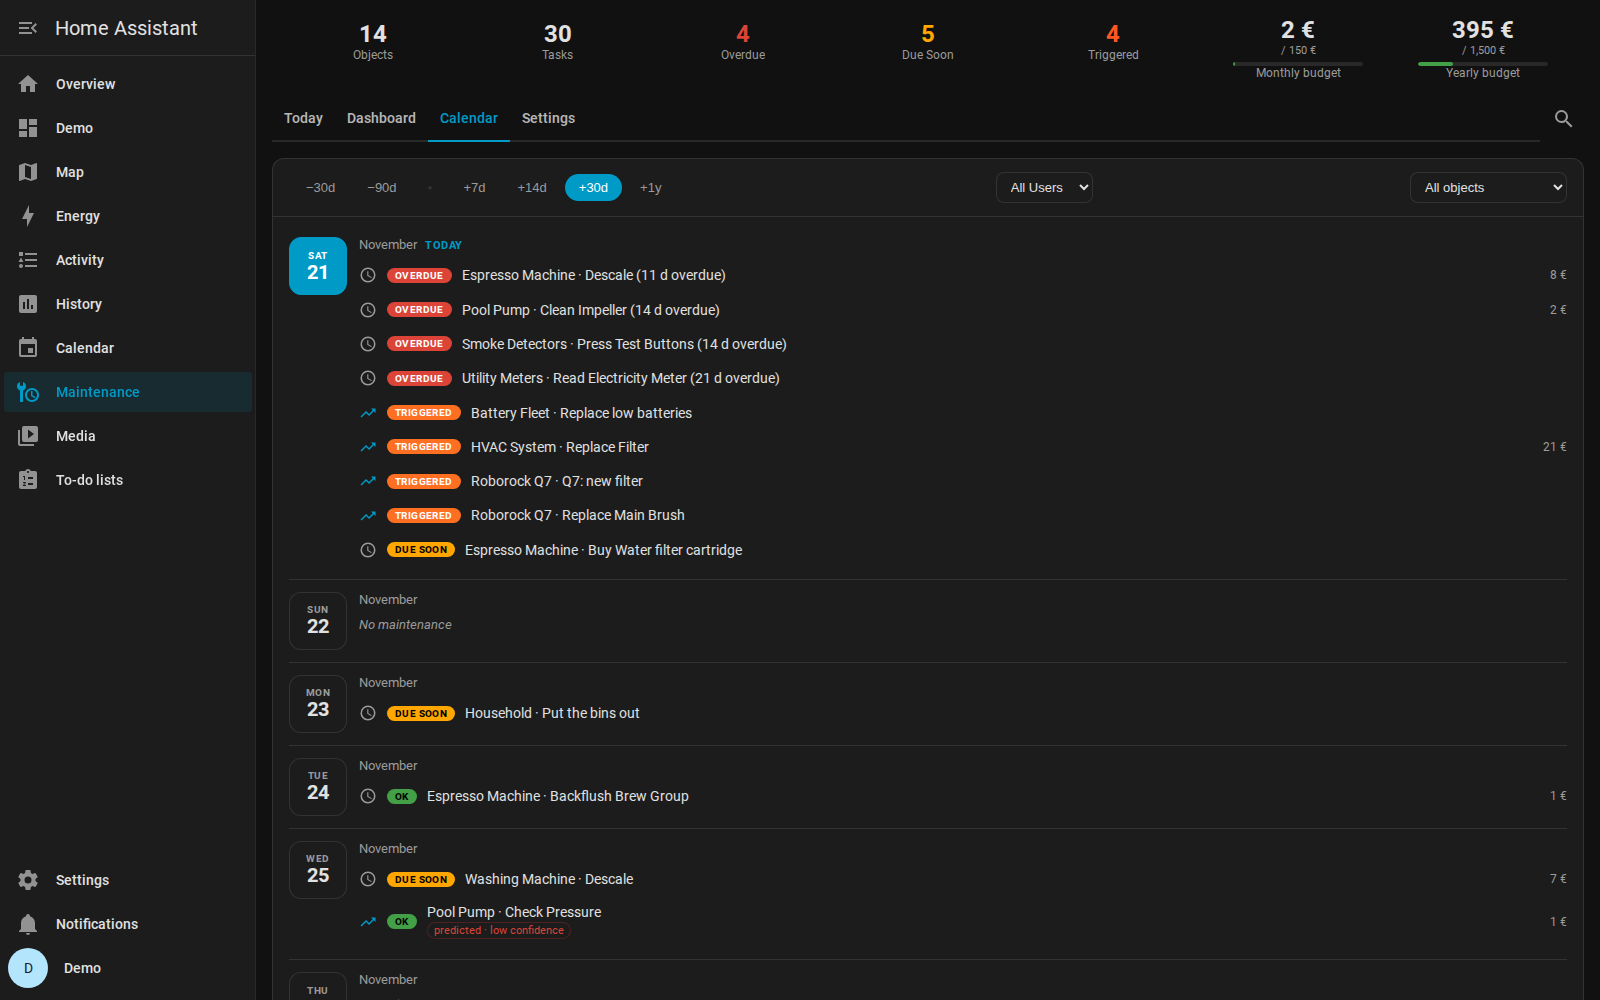 Home Assistant
Overview
Demo
Map
Energy
Activity
History
Calendar
Maintenance
Media
To-do lists
Settings
Notifications
D Demo
14
Objects
30
Tasks
4
Overdue
5
Due Soon
4
Triggered
2 €
/ 150 €
Monthly budget
395 €
/ 1,500 €
Yearly budget
Today Dashboard Calendar Settings
−30d −90d · +7d +14d +30d +1y All Users All objects
SAT
21
November TODAY
OVERDUE Espresso Machine · Descale (11 d overdue) 8 €
OVERDUE Pool Pump · Clean Impeller (14 d overdue) 2 €
OVERDUE Smoke Detectors · Press Test Buttons (14 d overdue)
OVERDUE Utility Meters · Read Electricity Meter (21 d overdue)
TRIGGERED Battery Fleet · Replace low batteries
TRIGGERED HVAC System · Replace Filter 21 €
TRIGGERED Roborock Q7 · Q7: new filter
TRIGGERED Roborock Q7 · Replace Main Brush
DUE SOON Espresso Machine · Buy Water filter cartridge
SUN
22
November
No maintenance
MON
23
November
DUE SOON Household · Put the bins out
TUE
24
November
OK Espresso Machine · Backflush Brew Group 1 €
WED
25
November
DUE SOON Washing Machine · Descale 7 €
OK Pool Pump · Check Pressure 1 €
predicted · low confidence
THU
November